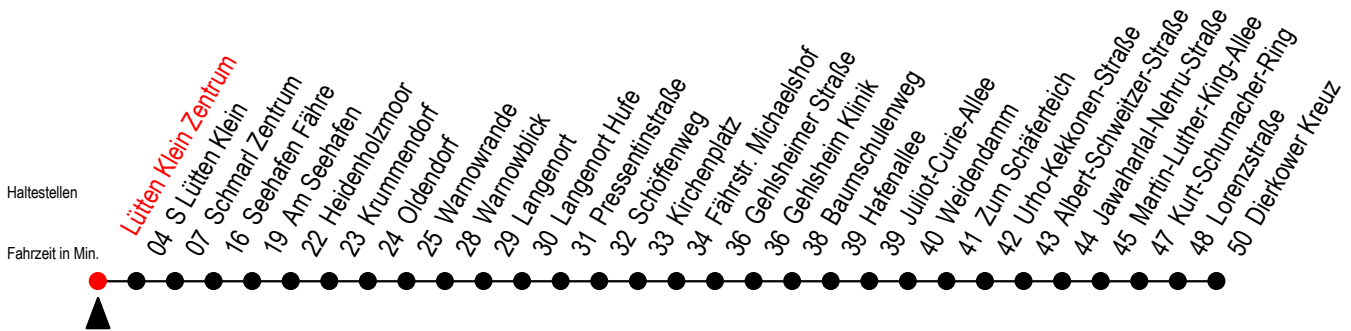 Haltestellen
Fahrzeit in Min.
Lütten Klein Zentrum
04 S Lütten Klein
07 Schmarl Zentrum
16 Seehafen Fähre
19 Am Seehafen
22 Heidenholzmoor
23 Krummendorf
24 Oldendorf
25 Warnowrande
28 Warnowblick
29 Langenort
30 Langenort Hufe
31 Pressentinstraße
32 Schöffenweg
33 Kirchenplatz
34 Fährstr. Michaelshof
36 Gehlsheimer Straße
36 Gehlsheim Klinik
38 Baumschulenweg
39 Hafenallee
39 Juliot-Curie-Allee
40 Weidendamm
41 Zum Schäferteich
42 Urho-Kekkonen-Straße
43 Albert-Schweitzer-Straße
44 Jawaharlal-Nehru-Straße
45 Martin-Luther-King-Allee
47 Kurt-Schumacher-Ring
48 Lorenzstraße
50 Dierkower Kreuz